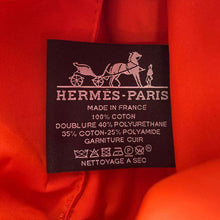 HERMES-PARIS
MADE IN FRANCE
100% COTON
DOUBLURE 40% POLYURETHANE
35% COTON-25% POLYAMIDE
GARNITURE CUIR
NETTOYAGE A SEC